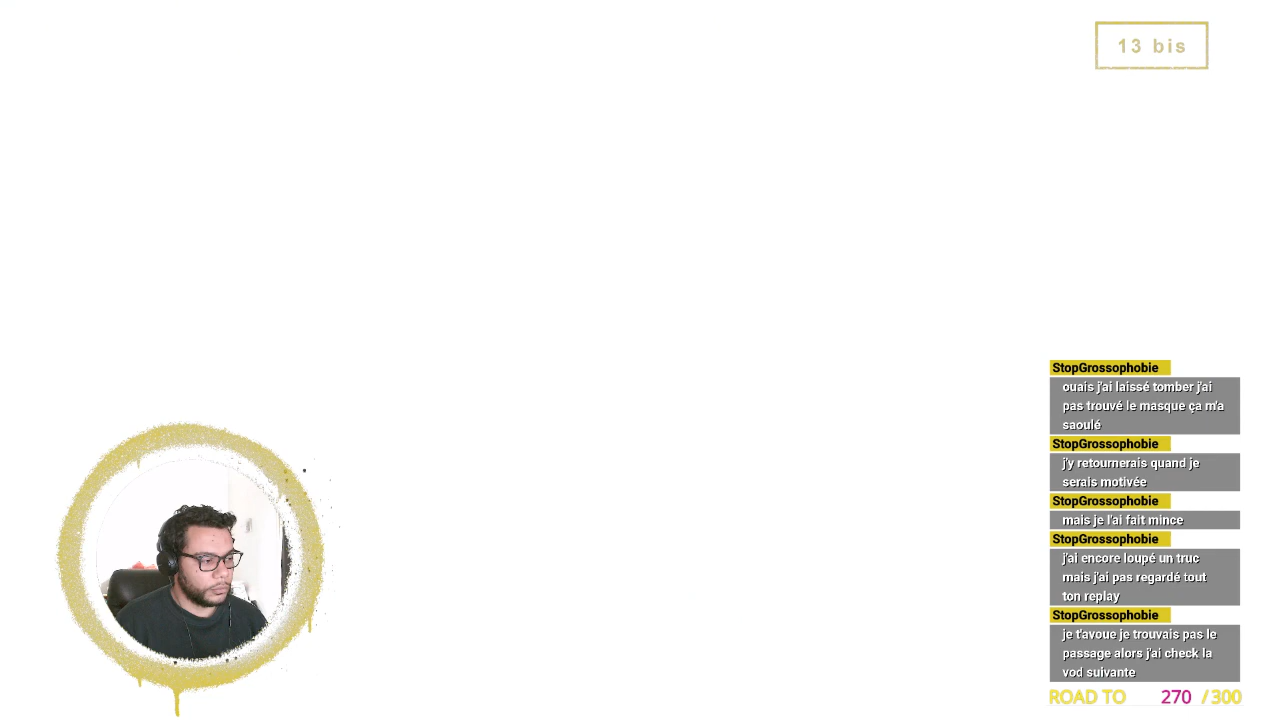 13 bis
StopGrossophobie
ouais j'ai laissé tomber j'ai
pas trouvé le masque ça m'a
saoulé
StopGrossophobie
j'y retournerais quand je
serais motivée
StopGrossophobie
mais je l'ai fait mince
StopGrossophobie
j'ai encore loupé un truc
mais j'ai pas regardé tout
ton replay
StopGrossophobie
je t'avoue je trouvais pas le
passage alors j'ai check la
vod suivante
ROAD TO 270 / 300